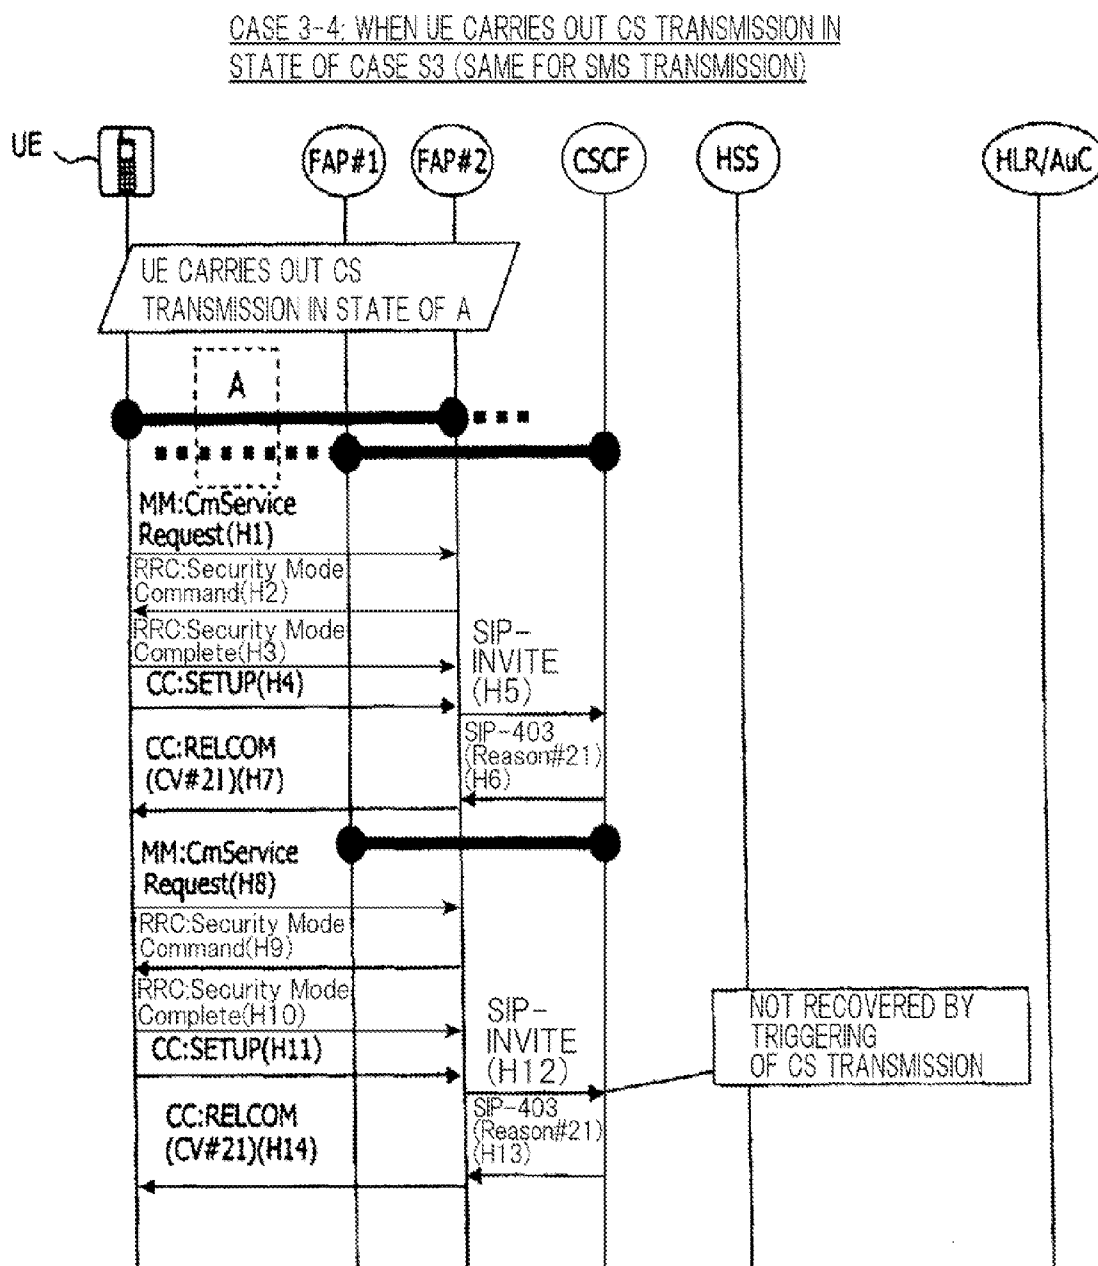 CASE 3-4: WHEN UE CARRIES OUT CS TRANSMISSION IN
STATE OF CASE S3 (SAME FOR SMS TRANSMISSION)
UE
FAP#1
FAP#2
CSCF
HSS
HLR/AuC
UE CARRIES OUT CS
TRANSMISSION IN STATE OF A
A
MM:CmService
Request(H1)
RRC:Security Mode
Command(H2)
RRC:Security Mode
Complete(H3)
CC:SETUP(H4)
SIP-
INVITE
(H5)
SIP-403
(Reason#21)
(H6)
CC:RELCOM
(CV#21)(H7)
MM:CmService
Request(H8)
RRC:Security Mode
Command(H9)
RRC:Security Mode
Complete(H10)
CC:SETUP(H11)
SIP-
INVITE
(H12)
NOT RECOVERED BY
TRIGGERING
OF CS TRANSMISSION
SIP-403
(Reason#21)
(H13)
CC:RELCOM
(CV#21)(H14)